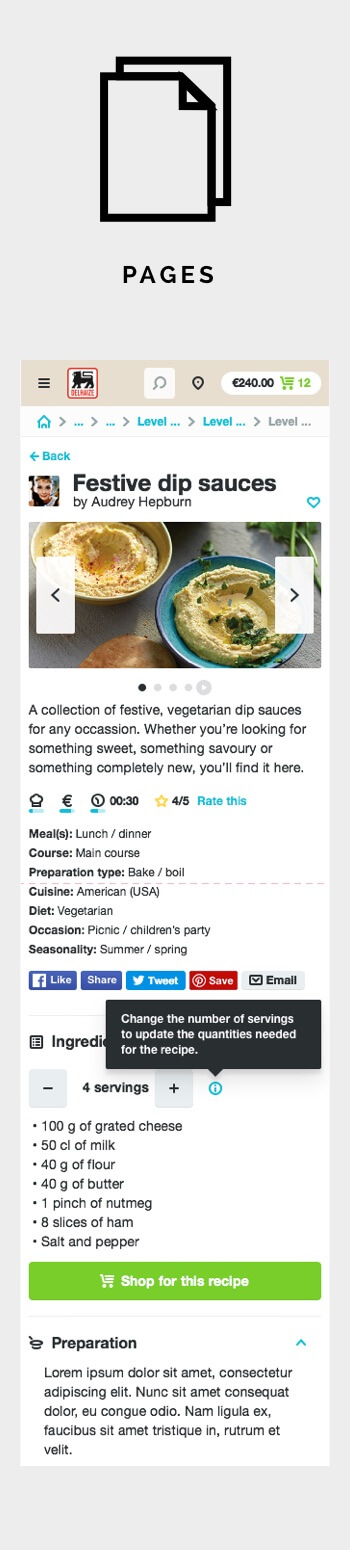 PAGES
DELHAIZE
€240.00 12
... ... Level ... Level ... Level ...
Back
Festive dip sauces
by Audrey Hepburn
A collection of festive, vegetarian dip sauces
for any occassion. Whether you’re looking for
something sweet, something savoury or
something completely new, you’ll find it here.
€ 00:30 4/5 Rate this
Meal(s): Lunch / dinner
Course: Main course
Preparation type: Bake / boil
Cuisine: American (USA)
Diet: Vegetarian
Occasion: Picnic / children's party
Seasonality: Summer / spring
Like Share Tweet Save Email
Change the number of servings
to update the quantities needed
for the recipe.
Ingredie
− 4 servings +
• 100 g of grated cheese
• 50 cl of milk
• 40 g of flour
• 40 g of butter
• 1 pinch of nutmeg
• 8 slices of ham
• Salt and pepper
Shop for this recipe
Preparation
Lorem ipsum dolor sit amet, consectetur
adipiscing elit. Nunc sit amet consequat
dolor, eu congue odio. Nam ligula ex,
faucibus sit amet tristique in, rutrum et
velit.